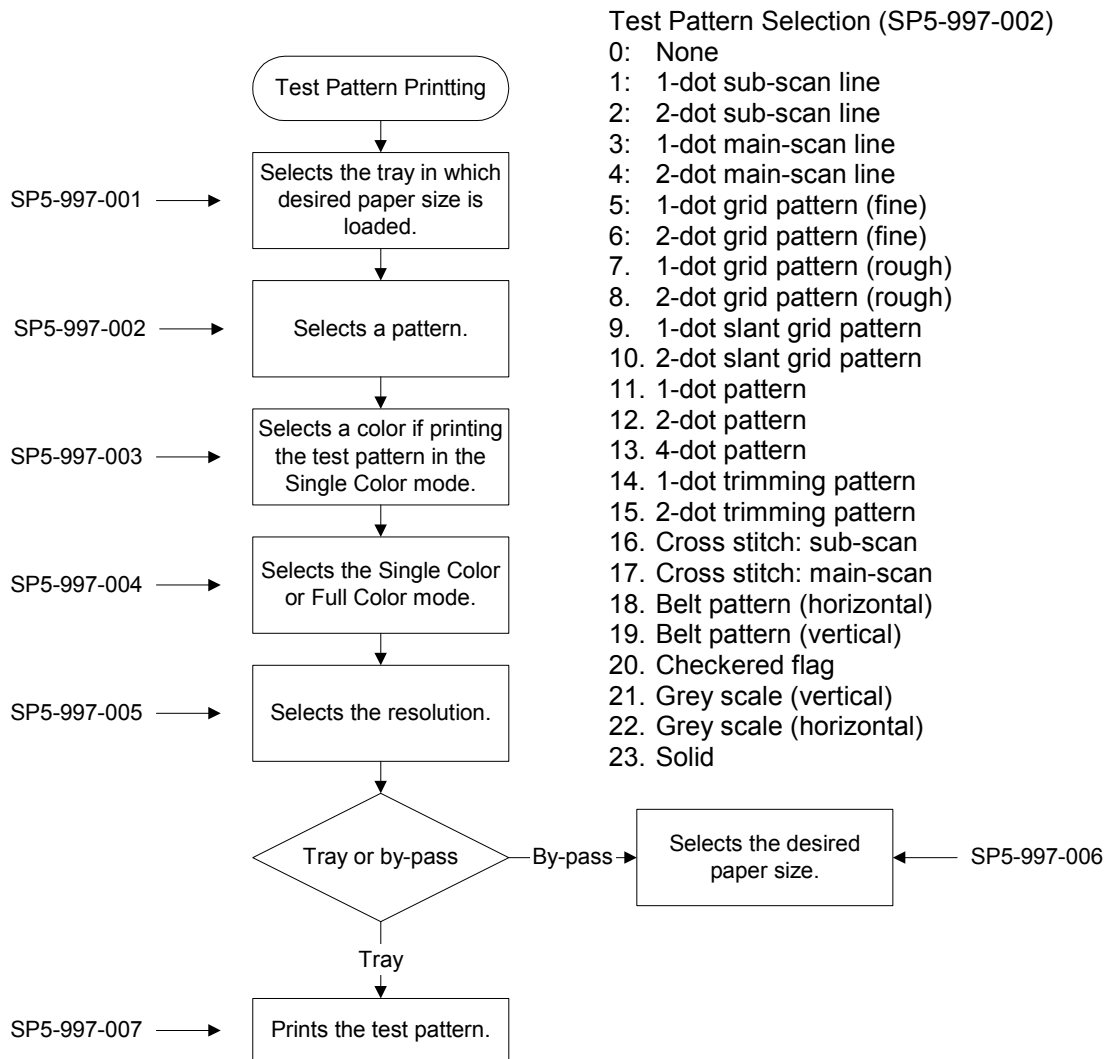 Test Pattern Printting
SP5-997-001
Selects the tray in which
desired paper size is
loaded.
SP5-997-002
Selects a pattern.
SP5-997-003
Selects a color if printing
the test pattern in the
Single Color mode.
SP5-997-004
Selects the Single Color
or Full Color mode.
SP5-997-005
Selects the resolution.
Tray or by-pass
By-pass
Selects the desired
paper size.
SP5-997-006
Tray
SP5-997-007
Prints the test pattern.
Test Pattern Selection (SP5-997-002)
0: None
1: 1-dot sub-scan line
2: 2-dot sub-scan line
3: 1-dot main-scan line
4: 2-dot main-scan line
5: 1-dot grid pattern (fine)
6: 2-dot grid pattern (fine)
7. 1-dot grid pattern (rough)
8. 2-dot grid pattern (rough)
9. 1-dot slant grid pattern
10. 2-dot slant grid pattern
11. 1-dot pattern
12. 2-dot pattern
13. 4-dot pattern
14. 1-dot trimming pattern
15. 2-dot trimming pattern
16. Cross stitch: sub-scan
17. Cross stitch: main-scan
18. Belt pattern (horizontal)
19. Belt pattern (vertical)
20. Checkered flag
21. Grey scale (vertical)
22. Grey scale (horizontal)
23. Solid